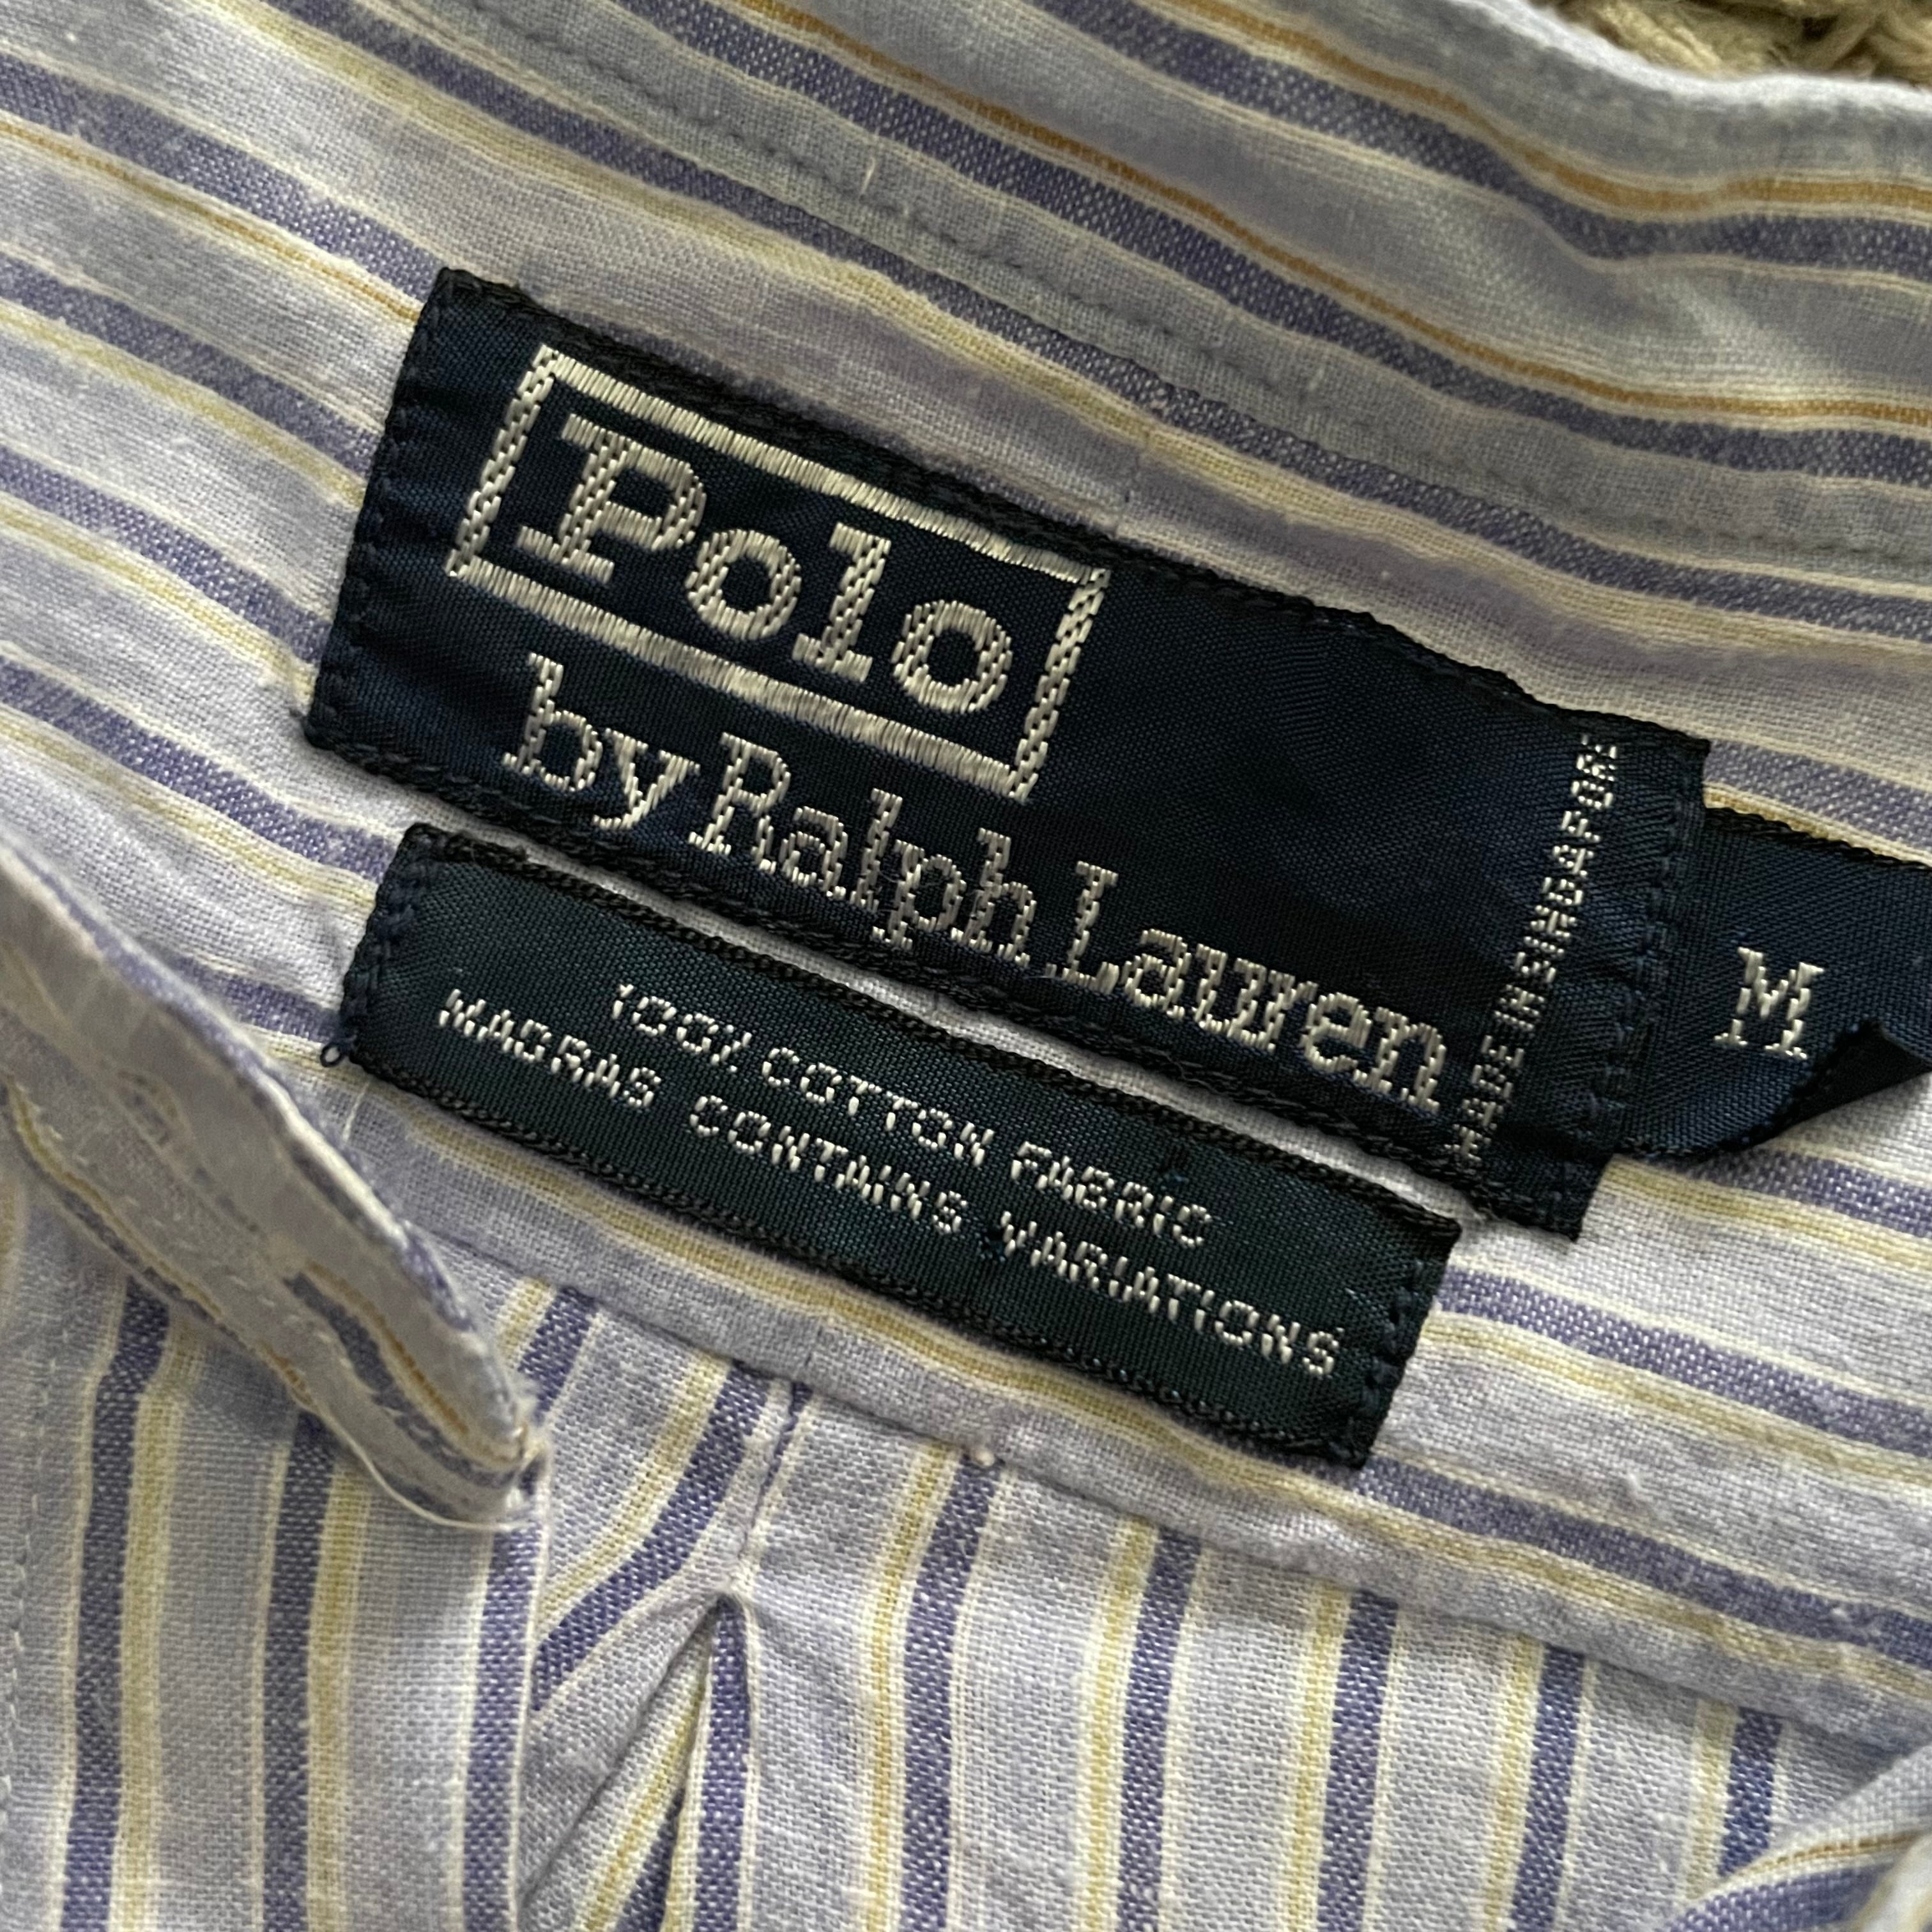 Polo
by Ralph Lauren
MADE IN SINGAPORE
M
100% COTTON FABRIC
MADRAS CONTAINS VARIATIONS